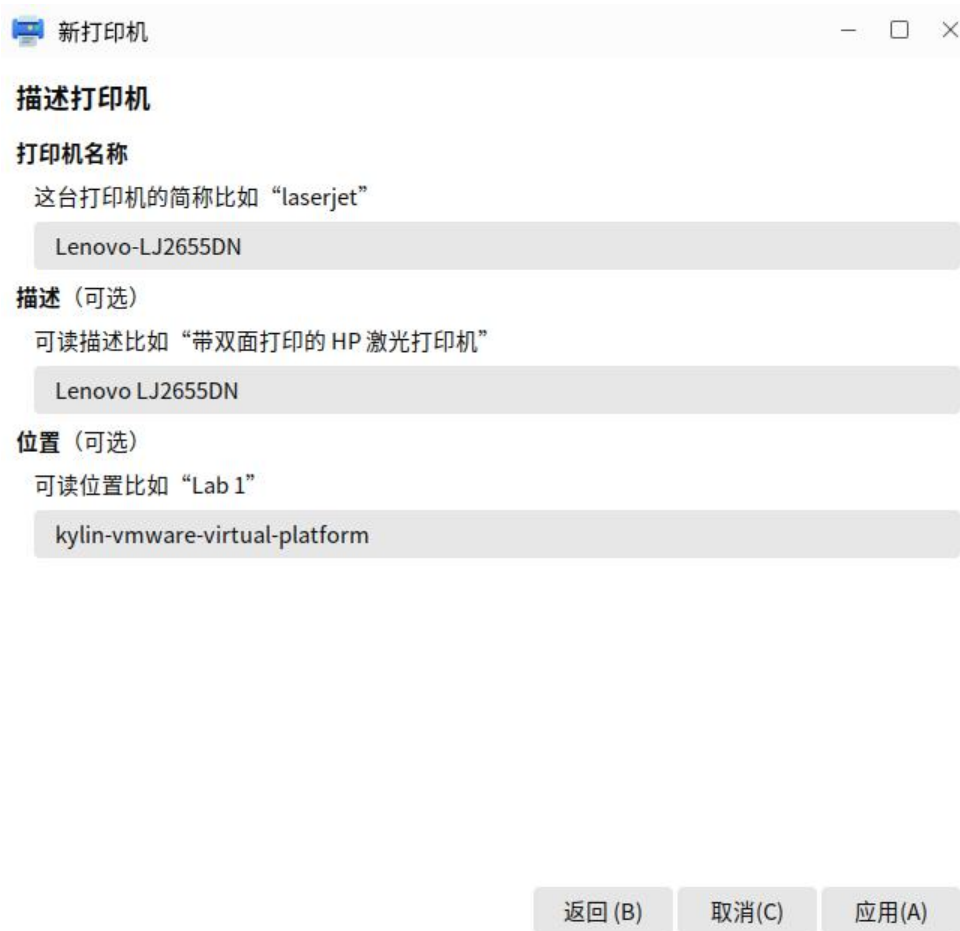 新打印机
描述打印机
打印机名称
这台打印机的简称比如“laserjet”
Lenovo-LJ2655DN
描述（可选）
可读描述比如“带双面打印的 HP 激光打印机”
Lenovo LJ2655DN
位置（可选）
可读位置比如“Lab 1”
kylin-vmware-virtual-platform
返回 (B) 取消(C) 应用(A)